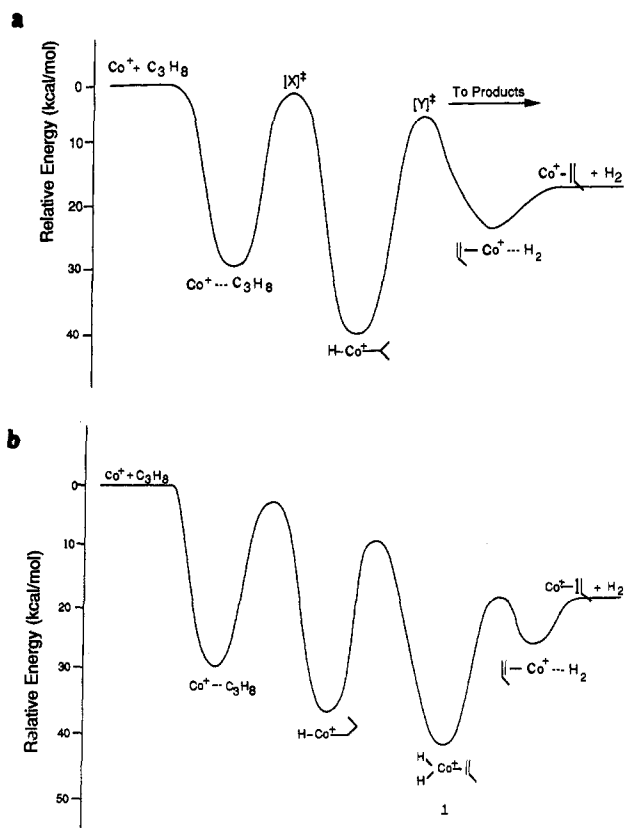 a
Co⁺ + C₃H₈
[X]‡
[Y]‡
To Products
Co⁺- + H₂
- Co⁺ --- H₂
Co⁺ --- C₃H₈
H-Co⁺
Relative Energy (kcal/mol)
0
10
20
30
40
b
Co⁺ + C₃H₈
Co⁺- + H₂
- Co⁺ --- H₂
Co⁺ --- C₃H₈
H-Co⁺
H
Co⁺-
H
1
Relative Energy (kcal/mol)
0
10
20
30
40
50